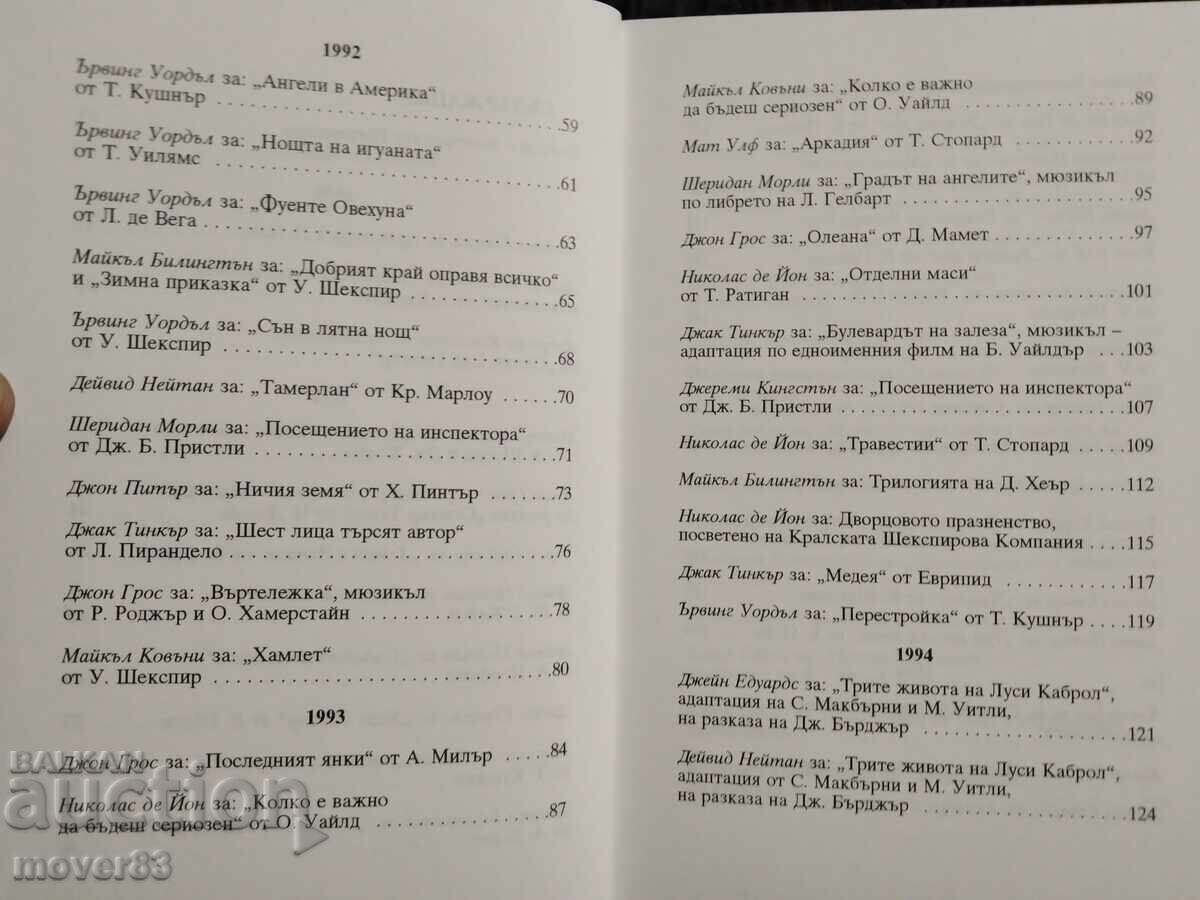 1992
Ървинг Уордъл за: „Ангели в Америка“
от Т. Кушнър . . . . . . . . . . . . . . . . . . . . . . . . . . . . . . 59
Ървинг Уордъл за: „Нощта на игуаната“
от Т. Уилямс . . . . . . . . . . . . . . . . . . . . . . . . . . . . . . 61
Ървинг Уордъл за: „Фуенте Овехуна“
от Л. де Вега . . . . . . . . . . . . . . . . . . . . . . . . . . . . . . 63
Майкъл Билингтън за: „Добрият край оправя всичко“
и „Зимна приказка“ от У. Шекспир . . . . . . . . . . . . . 65
Ървинг Уордъл за: „Сън в лятна нощ“
от У. Шекспир . . . . . . . . . . . . . . . . . . . . . . . . . . . . . 68
Дейвид Нейтан за: „Тамерлан“ от Кр. Марлоу . . . . . . 70
Шеридан Морли за: „Посещението на инспектора“
от Дж. Б. Пристли . . . . . . . . . . . . . . . . . . . . . . . . . . 71
Джон Питър за: „Ничия земя“ от Х. Пинтър . . . . . . . 73
Джак Тинкър за: „Шест лица търсят автор“
от Л. Пирандело . . . . . . . . . . . . . . . . . . . . . . . . . . . 76
Джон Грос за: „Въртележка“, мюзикъл
от Р. Роджър и О. Хамерстайн . . . . . . . . . . . . . . . . . 78
Майкъл Ковъни за: „Хамлет“
от У. Шекспир . . . . . . . . . . . . . . . . . . . . . . . . . . . . . 80
1993
Джон Грос за: „Последният янки“ от А. Милър . . . . . 84
Николас де Йон за: „Колко е важно
да бъдеш сериозен“ от О. Уайлд . . . . . . . . . . . . . . . 87
Майкъл Ковъни за: „Колко е важно
да бъдеш сериозен“ от О. Уайлд . . . . . . . . . . . . . . . 89
Мат Улф за: „Аркадия“ от Т. Стопард . . . . . . . . . . . . 92
Шеридан Морли за: „Градът на ангелите“, мюзикъл
по либрето на Л. Гелбарт . . . . . . . . . . . . . . . . . . . . . 95
Джон Грос за: „Олеана“ от Д. Мамет . . . . . . . . . . . . . 97
Николас де Йон за: „Отделни маси“
от Т. Ратиган . . . . . . . . . . . . . . . . . . . . . . . . . . . . . 101
Джак Тинкър за: „Булевардът на залеза“, мюзикъл –
адаптация по едноименния филм на Б. Уайлдър . . . 103
Джереми Кингстън за: „Посещението на инспектора“
от Дж. Б. Пристли . . . . . . . . . . . . . . . . . . . . . . . . . 107
Николас де Йон за: „Травестии“ от Т. Стопард . . . . . 109
Майкъл Билингтън за: Трилогията на Д. Хеър . . . . . 112
Николас де Йон за: Дворцовото празненство,
посветено на Кралската Шекспирова Компания . . . . 115
Джак Тинкър за: „Медея“ от Еврипид . . . . . . . . . . . 117
Ървинг Уордъл за: „Перестройка“ от Т. Кушнър . . . . 119
1994
Джейн Едуардс за: „Трите живота на Луси Каброл“,
адаптация на С. Макбърни и М. Уитли,
на разказа на Дж. Бърджър . . . . . . . . . . . . . . . . . . 121
Дейвид Нейтан за: „Трите живота на Луси Каброл“,
адаптация от С. Макбърни и М. Уитли,
на разказа на Дж. Бърджър . . . . . . . . . . . . . . . . . . 124
БАЛКАН
auction
mover83